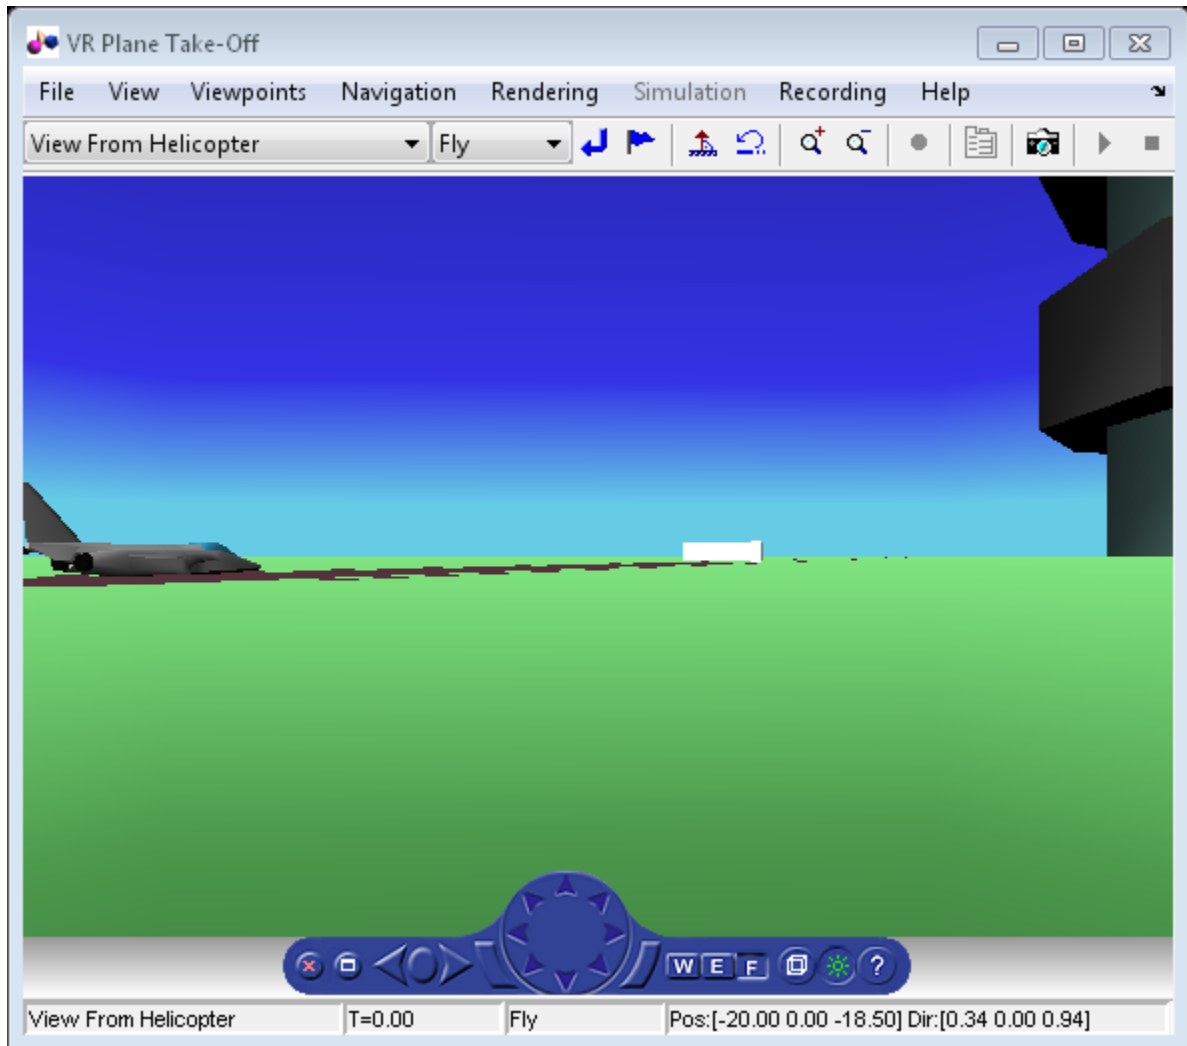 VR Plane Take-Off
File View Viewpoints Navigation Rendering Simulation Recording Help
View From Helicopter Fly
W E F ?
View From Helicopter T=0.00 Fly Pos:[-20.00 0.00 -18.50] Dir:[0.34 0.00 0.94]